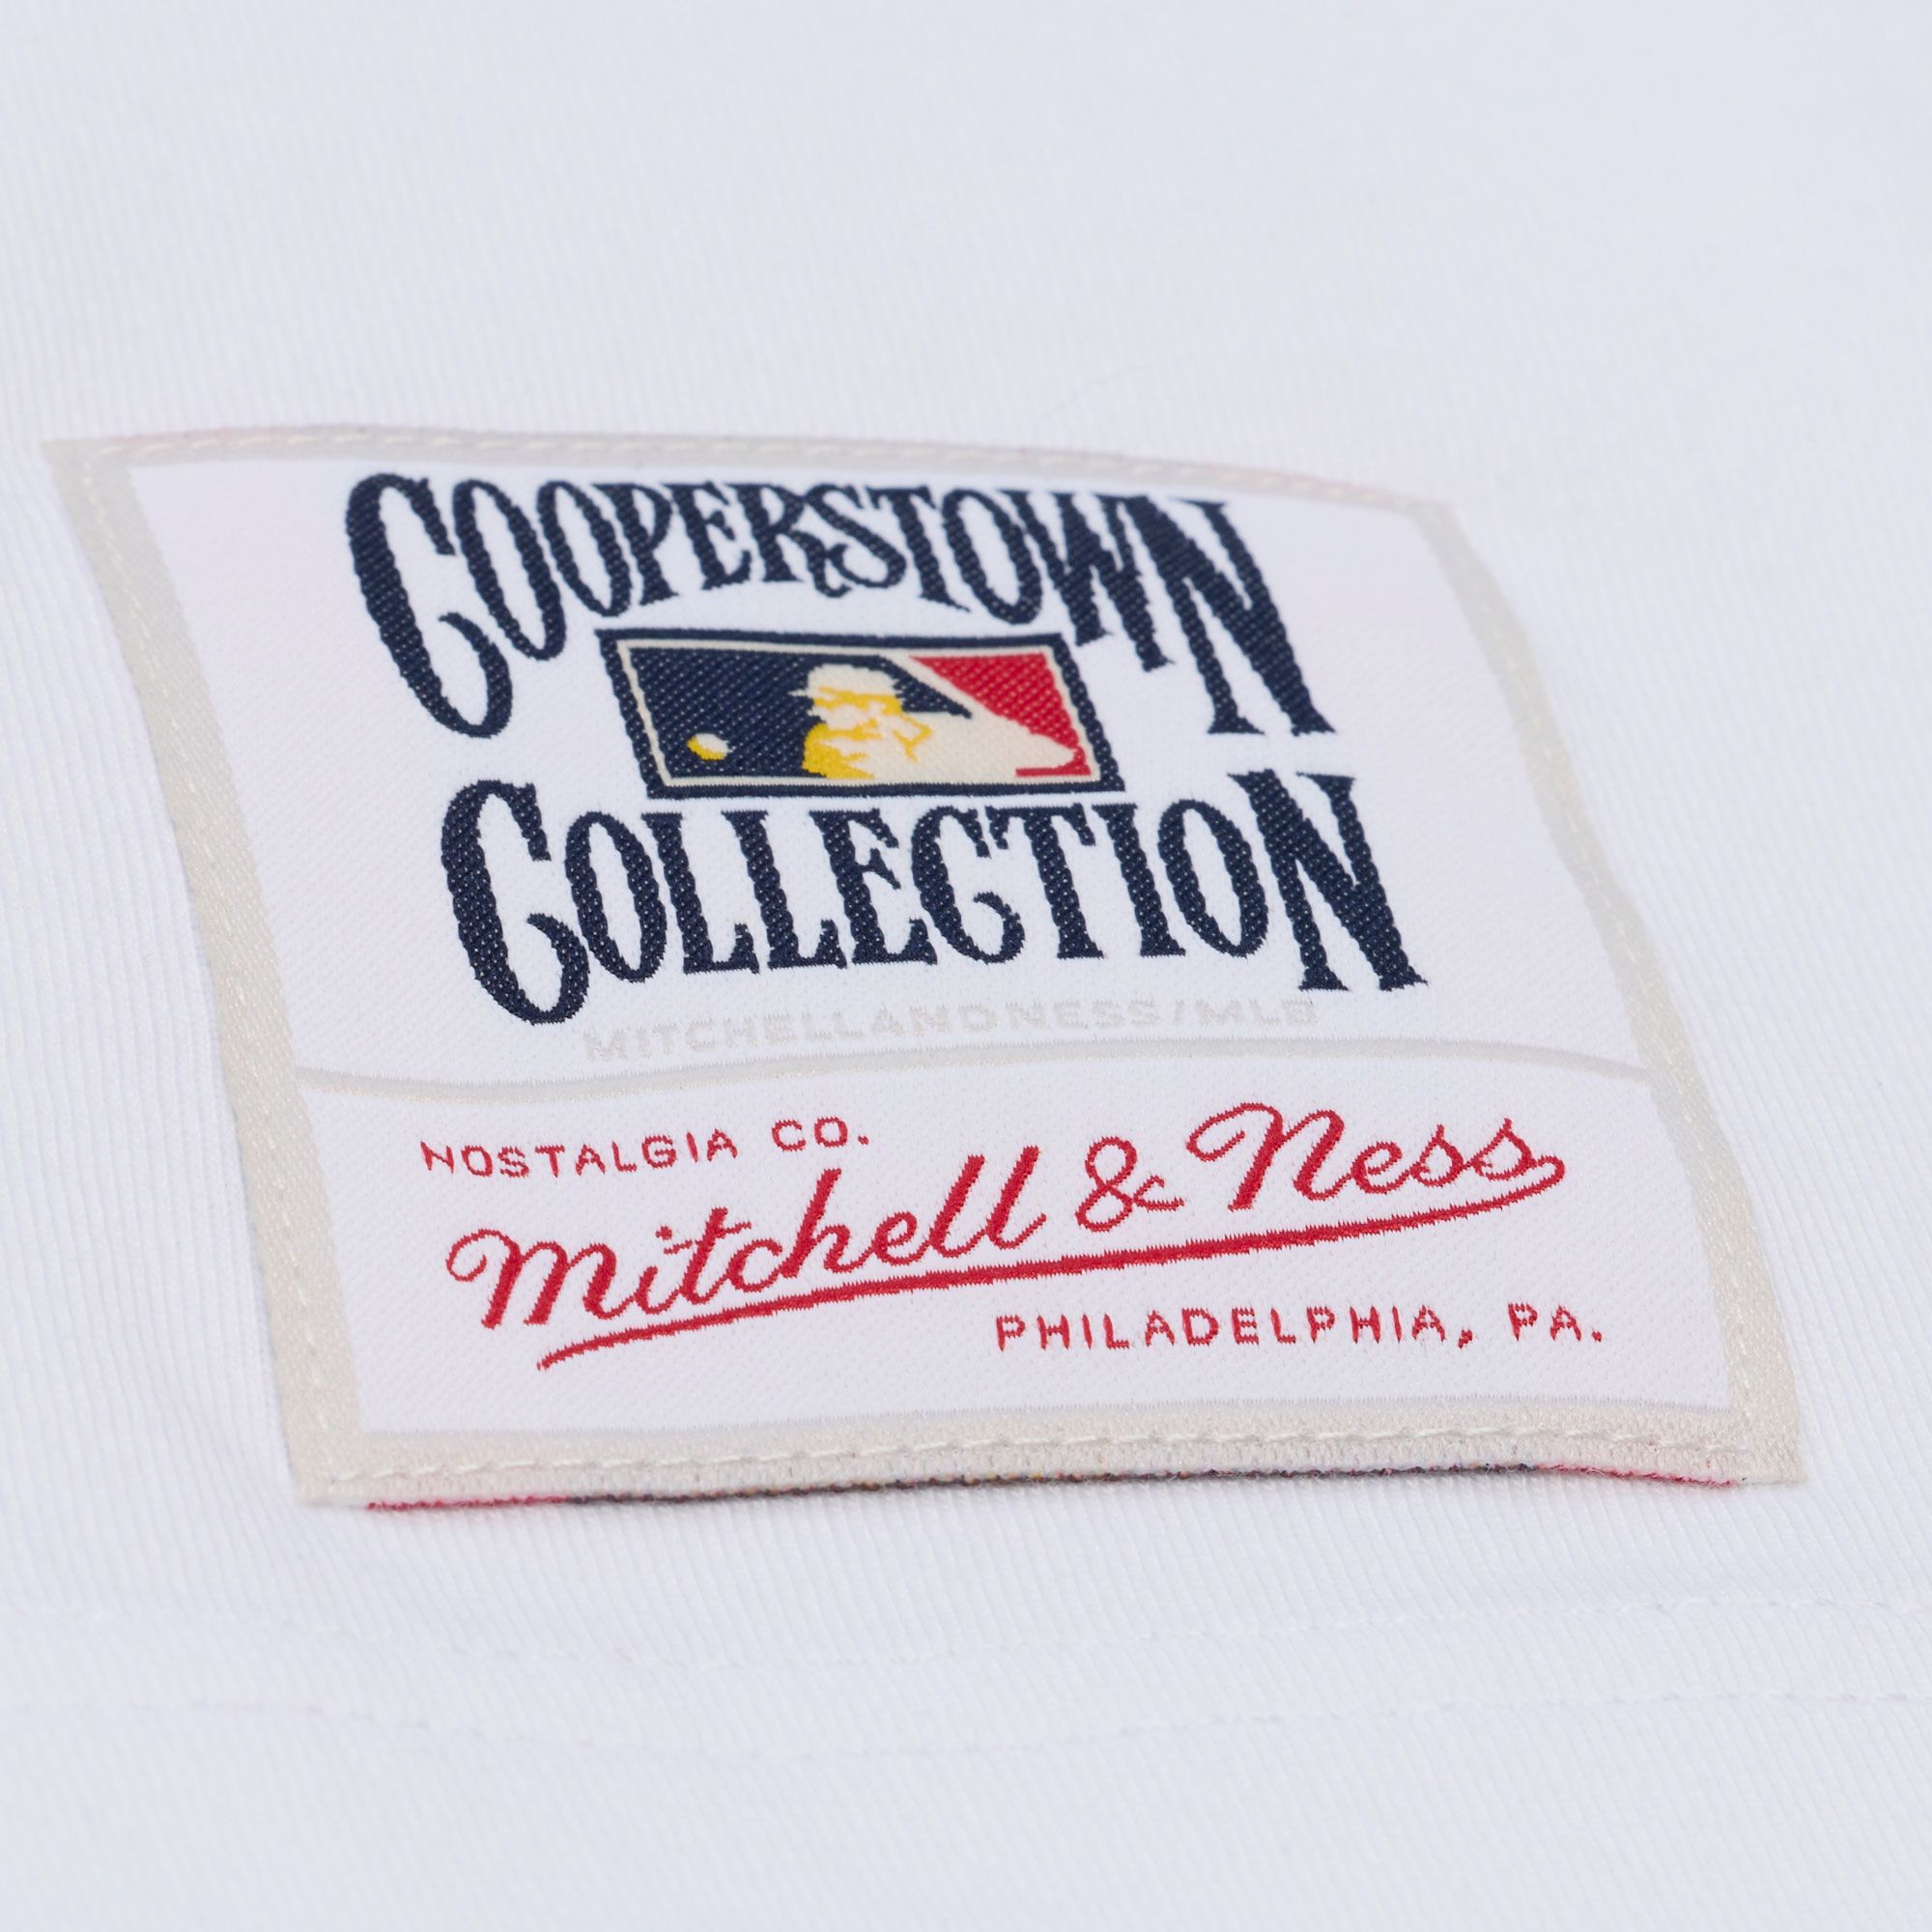 COOPERSTOWN
COLLECTION
MITCHELLANDNESS/MLB
NOSTALGIA CO.
Mitchell & Ness
PHILADELPHIA, PA.